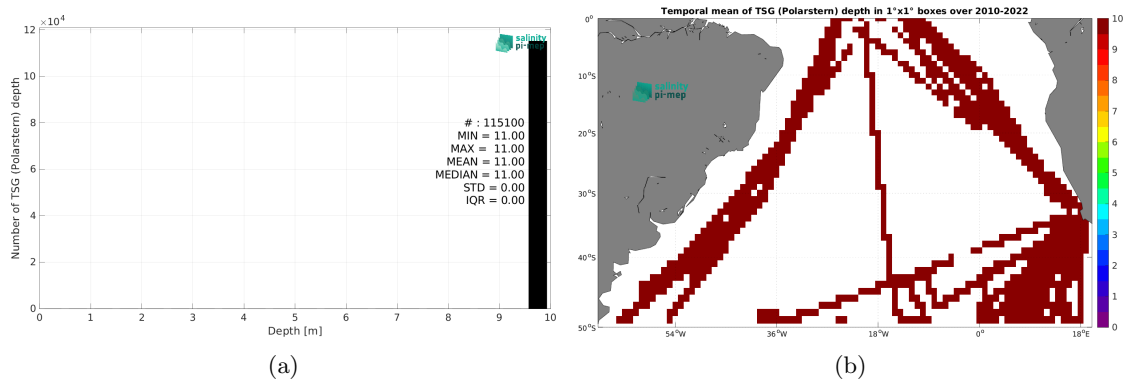 ×10⁴
12
10
8
6
4
2
0
Number of TSG (Polarstern) depth
salinity
pi-mep
# : 115100
MIN = 11.00
MAX = 11.00
MEAN = 11.00
MEDIAN = 11.00
STD = 0.00
IQR = 0.00
0 1 2 3 4 5 6 7 8 9 10
Depth [m]
(a)
Temporal mean of TSG (Polarstern) depth in 1°x1° boxes over 2010-2022
0°
10°S
20°S
30°S
40°S
50°S
salinity
pi-mep
54°W 36°W 18°W 0° 18°E
10
9
8
7
6
5
4
3
2
1
0
(b)